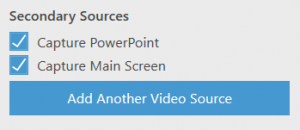 Secondary Sources
Capture PowerPoint
Capture Main Screen
Add Another Video Source